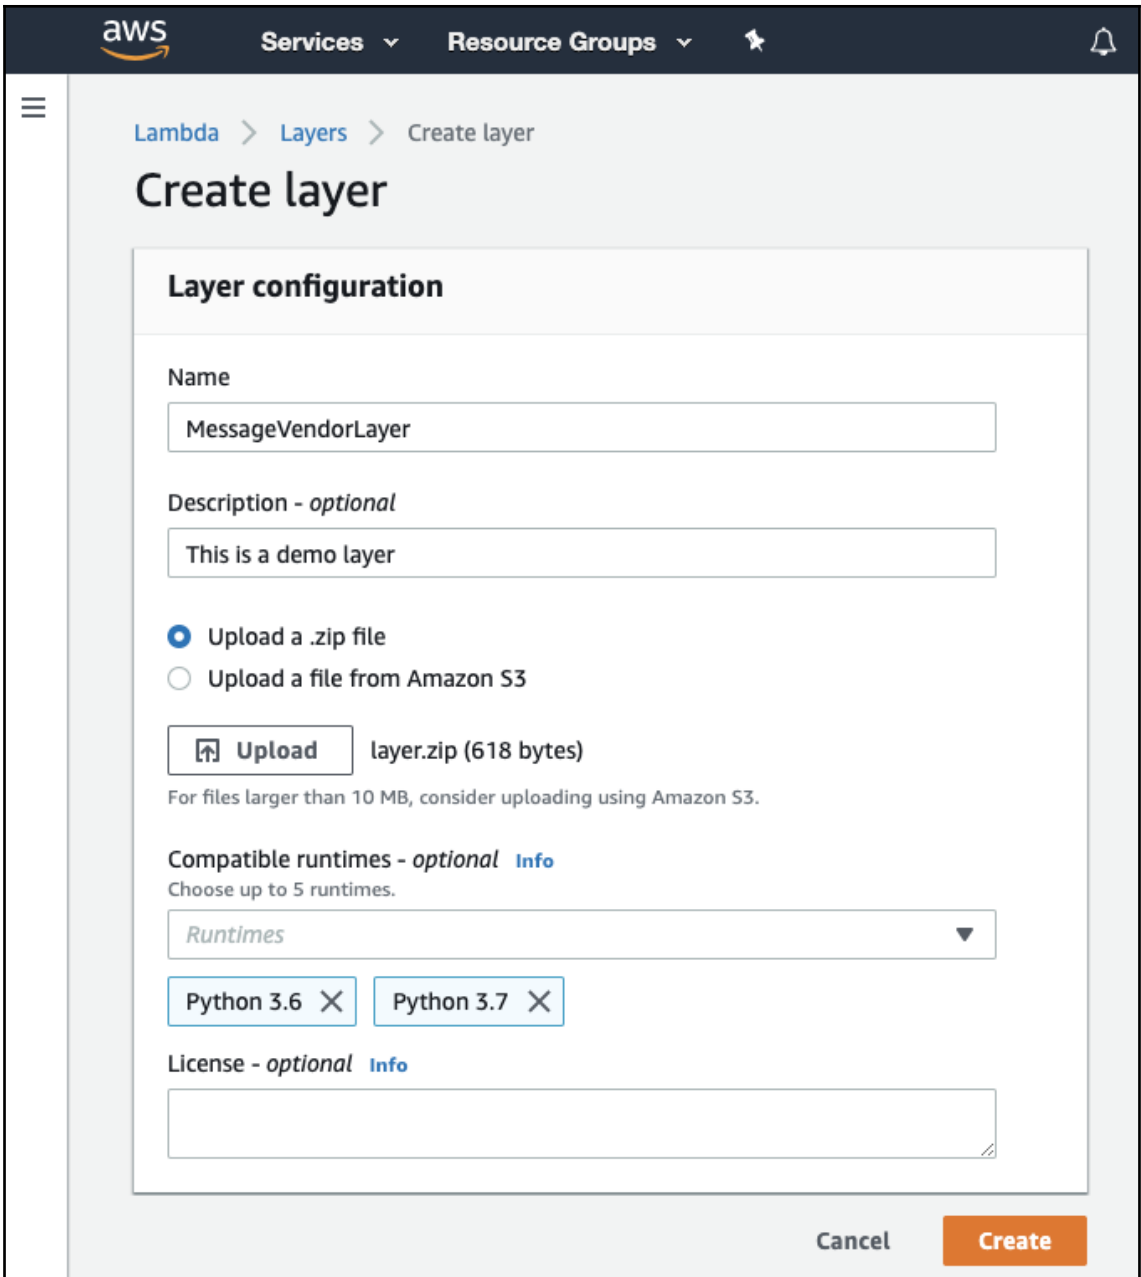 aws Services Resource Groups
Lambda > Layers > Create layer
Create layer
Layer configuration
Name
MessageVendorLayer
Description - optional
This is a demo layer
Upload a .zip file
Upload a file from Amazon S3
Upload layer.zip (618 bytes)
For files larger than 10 MB, consider uploading using Amazon S3.
Compatible runtimes - optional Info
Choose up to 5 runtimes.
Runtimes
Python 3.6 Python 3.7
License - optional Info
Cancel Create